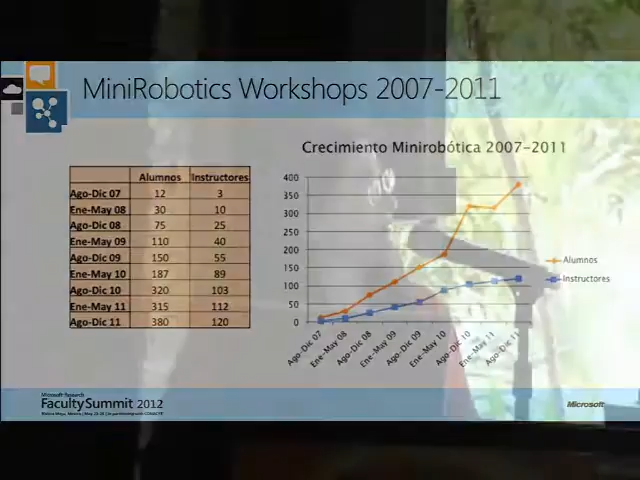 MiniRobotics Workshops 2007-2011
Alumnos Instructores
Ago-Dic 07 12 3
Ene-May 08 30 10
Ago-Dic 08 75 25
Ene-May 09 110 40
Ago-Dic 09 150 55
Ene-May 10 187 89
Ago-Dic 10 320 103
Ene-May 11 315 112
Ago-Dic 11 380 120
Crecimiento Minirobótica 2007-2011
400
350
300
250
200
150
100
50
0
Ago-Dic 07
Ene-May 08
Ago-Dic 08
Ene-May 09
Ago-Dic 09
Ene-May 10
Ago-Dic 10
Ene-May 11
Ago-Dic 11
Alumnos
Instructores
Microsoft Research
FacultySummit 2012
Microsoft